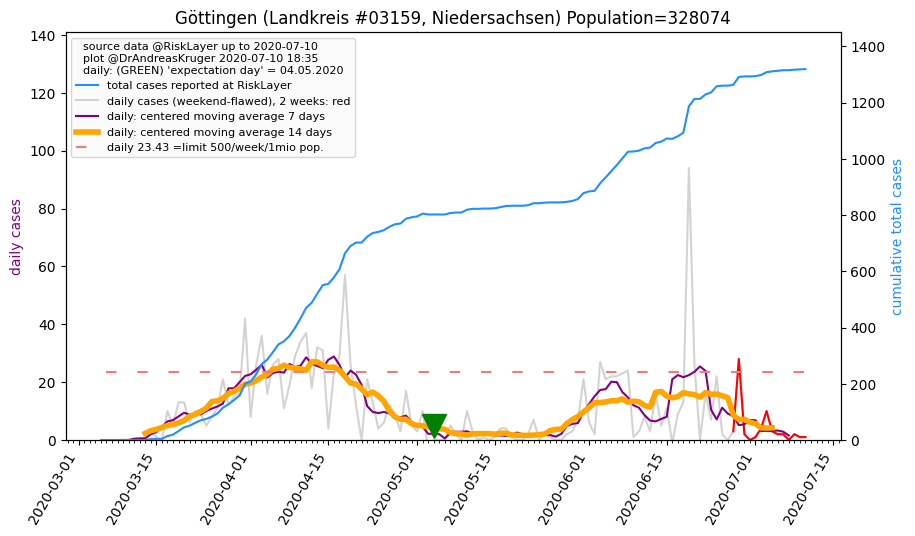 Göttingen (Landkreis #03159, Niedersachsen) Population=328074
source data @RiskLayer up to 2020-07-10
plot @DrAndreasKruger 2020-07-10 18:35
daily: (GREEN) 'expectation day' = 04.05.2020
total cases reported at RiskLayer
daily cases (weekend-flawed), 2 weeks: red
daily: centered moving average 7 days
daily: centered moving average 14 days
daily 23.43 =limit 500/week/1mio pop.
daily cases
140
120
100
80
60
40
20
0
1400
1200
1000
800
600
400
200
0
cumulative total cases
2020-03-01
2020-03-15
2020-04-01
2020-04-15
2020-05-01
2020-05-15
2020-06-01
2020-06-15
2020-07-01
2020-07-15